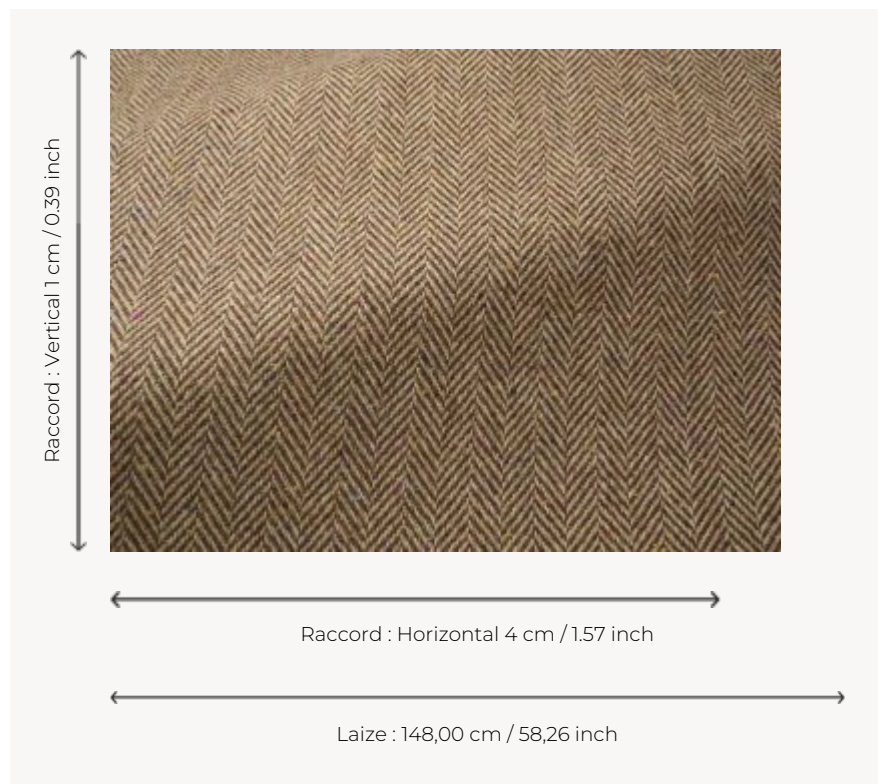 Raccord : Vertical 1 cm / 0.39 inch
Raccord : Horizontal 4 cm / 1.57 inch
Laize : 148,00 cm / 58,26 inch